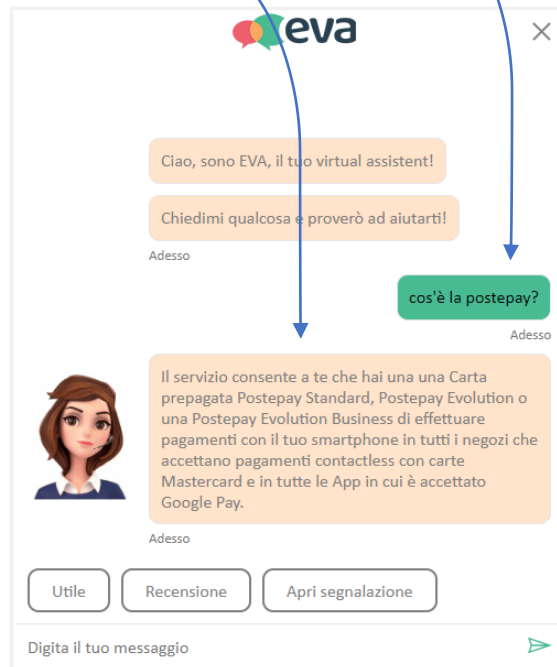 eva
Ciao, sono EVA, il tuo virtual assistent!
Chiedimi qualcosa e proverò ad aiutarti!
Adesso
cos'è la postepay?
Adesso
Il servizio consente a te che hai una una Carta
prepagata Postepay Standard, Postepay Evolution o
una Postepay Evolution Business di effettuare
pagamenti con il tuo smartphone in tutti i negozi che
accettano pagamenti contactless con carte
Mastercard e in tutte le App in cui è accettato
Google Pay.
Adesso
Utile
Recensione
Apri segnalazione
Digita il tuo messaggio